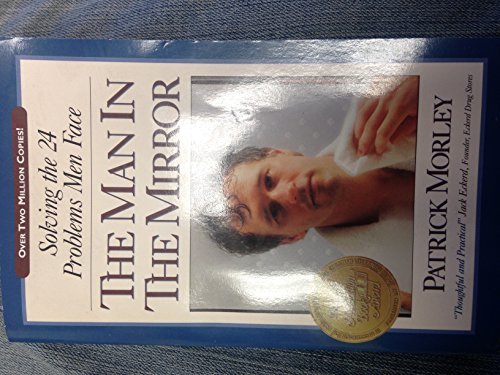 OVER TWO MILLION COPIES!
Solving the 24
Problems Men Face
THE MAN IN
THE MIRROR
PATRICK MORLEY
"Thoughtful and Practical" Jack Eckerd, Founder, Eckerd Drug Stores